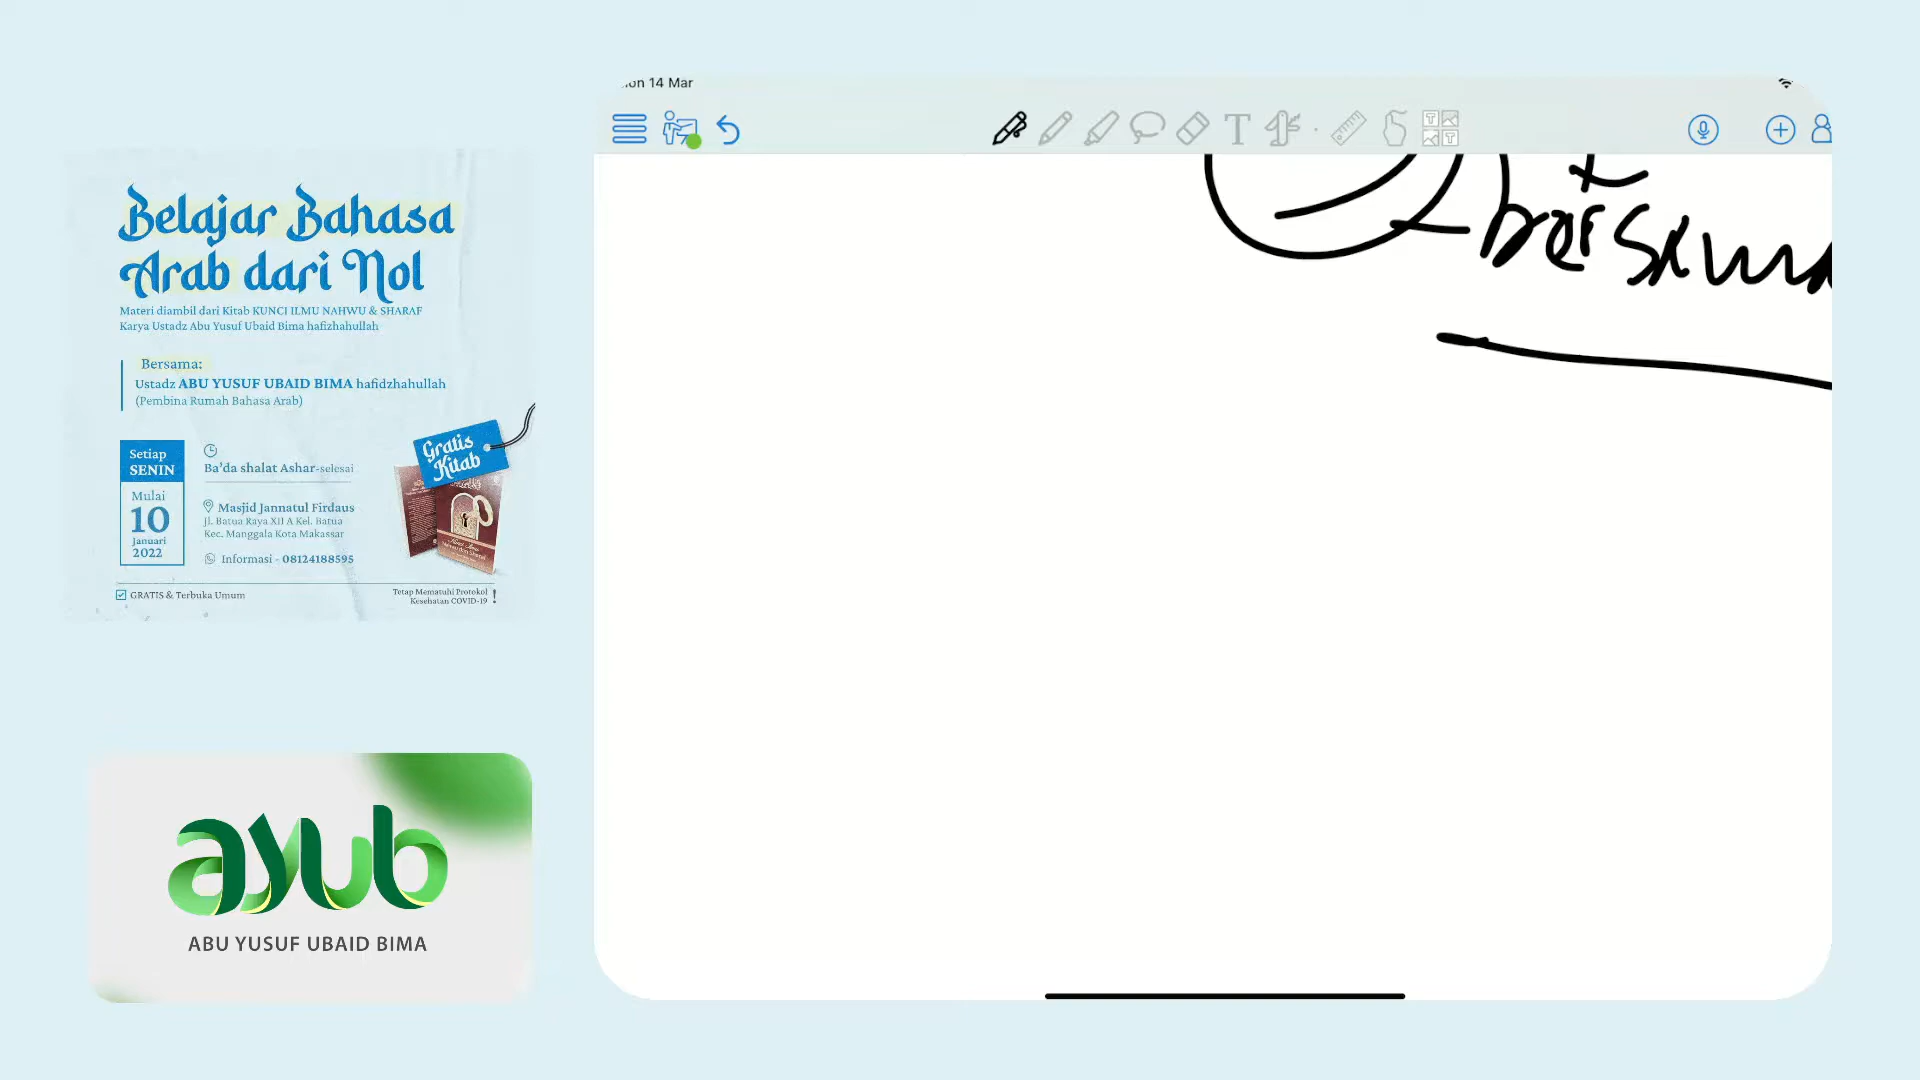 Belajar Bahasa
Arab dari Nol
Materi diambil dari Kitab KUNCI ILMU NAHWU & SHARAF
Karya Ustadz Abu Yusuf Ubaid Bima hafizhahullah
Bersama:
Ustadz ABU YUSUF UBAID BIMA hafidzhahullah
(Pembina Rumah Bahasa Arab)
Setiap
SENIN
Mulai
10
Januari
2022
Ba'da shalat Ashar-selesai
Masjid Jannatul Firdaus
Jl. Batua Raya XII A Kel. Batua
Kec. Manggala Kota Makassar
Informasi - 08124188595
Gratis
Kitab
GRATIS & Terbuka Umum
Tetap Mematuhi Protokol
Kesehatan COVID-19 !
ayub
ABU YUSUF UBAID BIMA
14 Mar
T